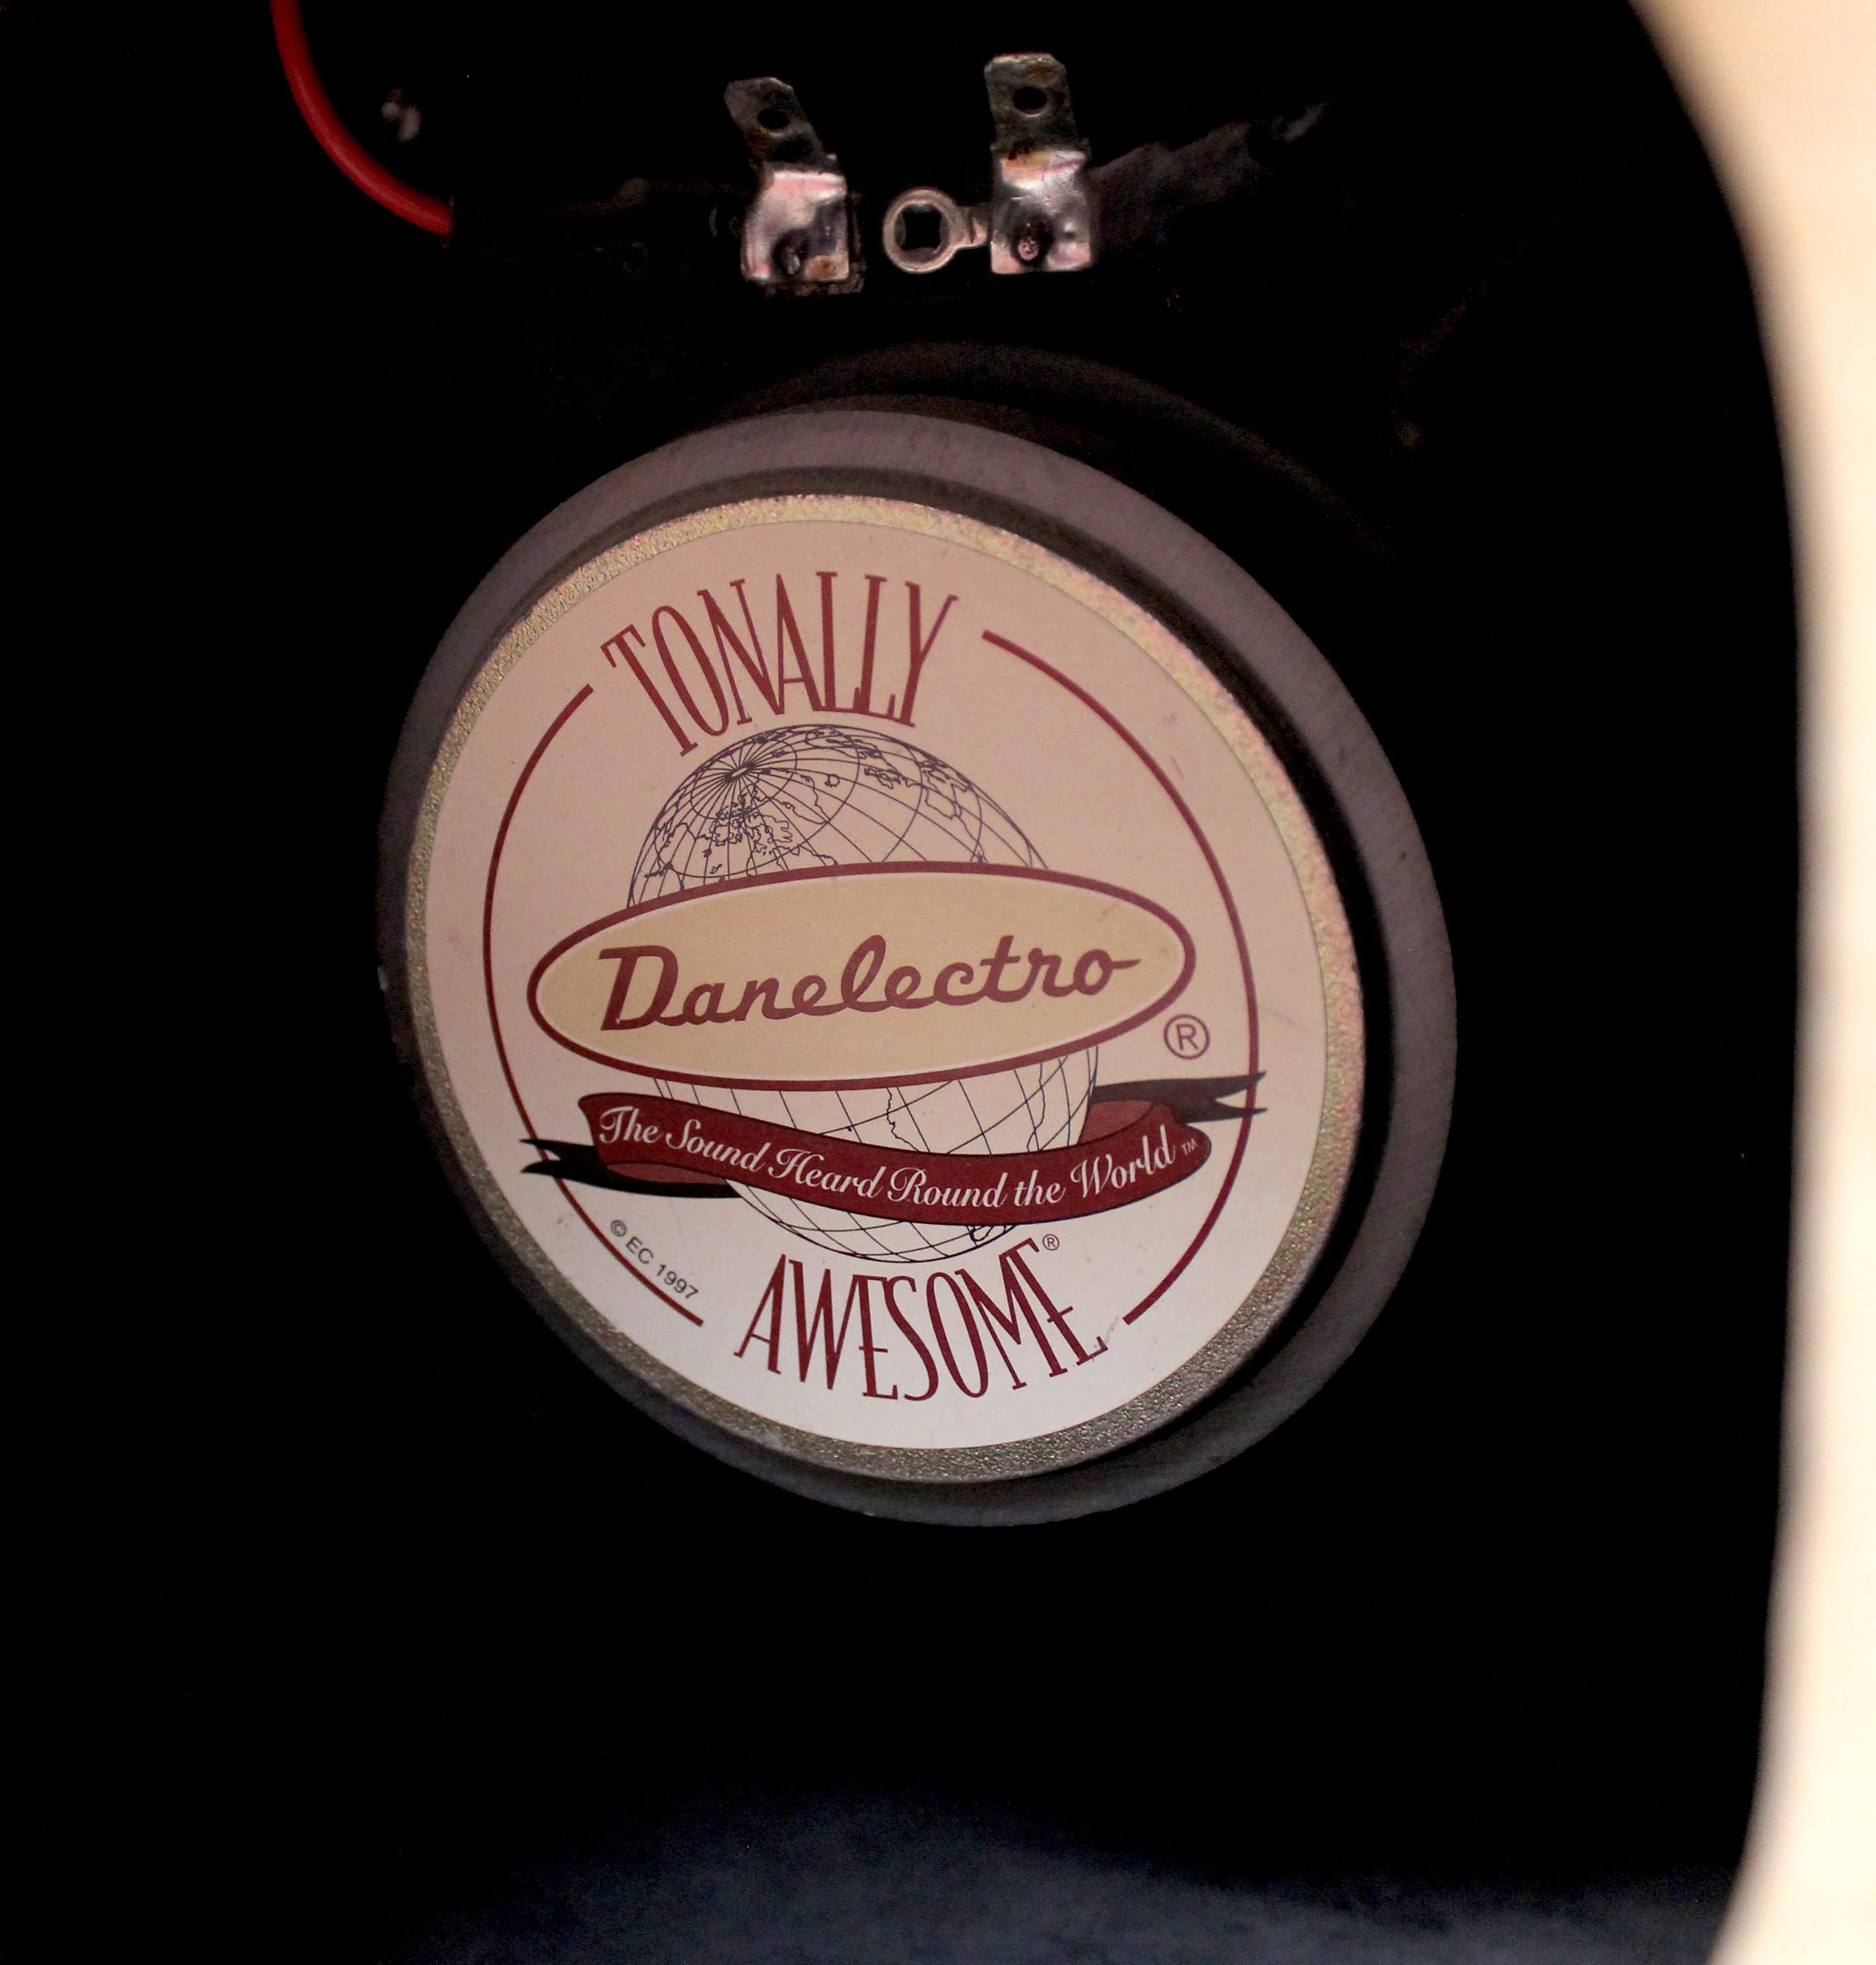 TONALLY
Danelectro
®
The Sound Heard Round the World™
© EC 1997
AWESOME®